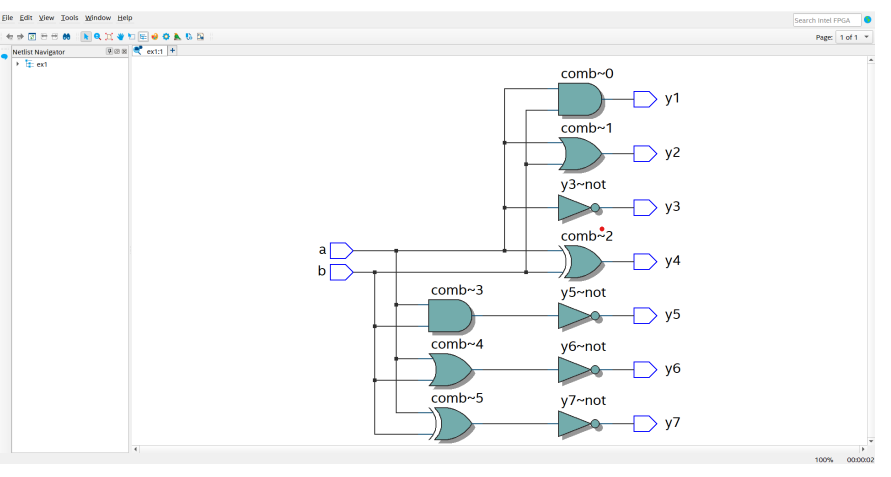 File Edit View Tools Window Help
Search Intel FPGA
Page: 1 of 1
Netlist Navigator
ex1:1
ex1
comb~0
y1
comb~1
y2
y3~not
y3
comb~2
a
y4
b
comb~3
y5~not
y5
comb~4
y6~not
y6
comb~5
y7~not
y7
100% 00:00:02